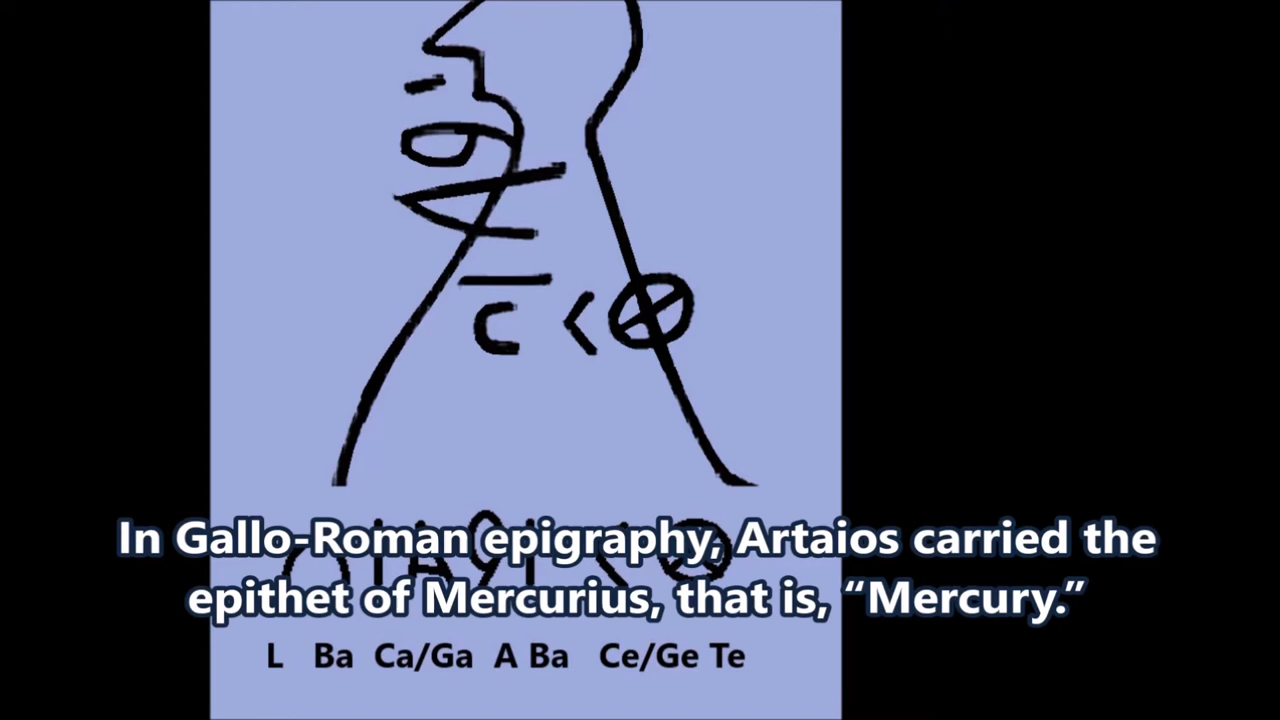 In Gallo-Roman epigraphy, Artaios carried the
epithet of Mercurius, that is, “Mercury.”
L Ba Ca/Ga A Ba Ce/Ge Te